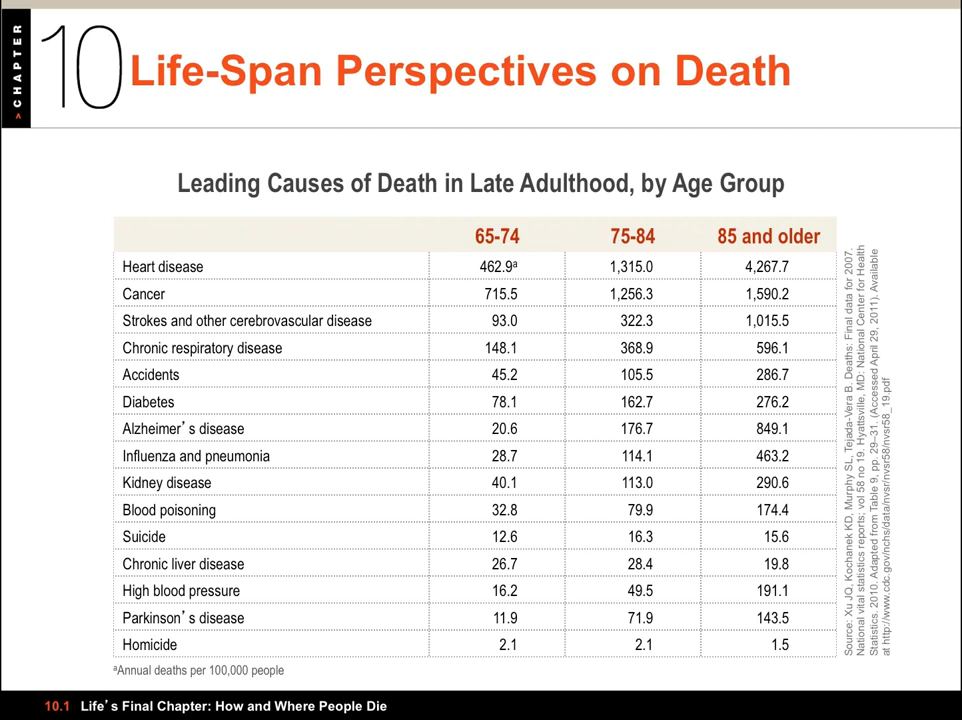 > CHAPTER
10
Life-Span Perspectives on Death
Leading Causes of Death in Late Adulthood, by Age Group
65-74 75-84 85 and older
Heart disease 462.9ᵃ 1,315.0 4,267.7
Cancer 715.5 1,256.3 1,590.2
Strokes and other cerebrovascular disease 93.0 322.3 1,015.5
Chronic respiratory disease 148.1 368.9 596.1
Accidents 45.2 105.5 286.7
Diabetes 78.1 162.7 276.2
Alzheimer’s disease 20.6 176.7 849.1
Influenza and pneumonia 28.7 114.1 463.2
Kidney disease 40.1 113.0 290.6
Blood poisoning 32.8 79.9 174.4
Suicide 12.6 16.3 15.6
Chronic liver disease 26.7 28.4 19.8
High blood pressure 16.2 49.5 191.1
Parkinson’s disease 11.9 71.9 143.5
Homicide 2.1 2.1 1.5
ᵃAnnual deaths per 100,000 people
Source: Xu JQ, Kochanek KD, Murphy SL, Tejada-Vera B. Deaths: Final data for 2007.
National vital statistics reports; vol 58 no 19. Hyattsville, MD: National Center for Health
Statistics. 2010. Adapted from Table 9, pp. 29–31. (Accessed April 29, 2011). Available
at http://www.cdc.gov/nchs/data/nvsr/nvsr58/nvsr58_19.pdf
10.1 Life’s Final Chapter: How and Where People Die